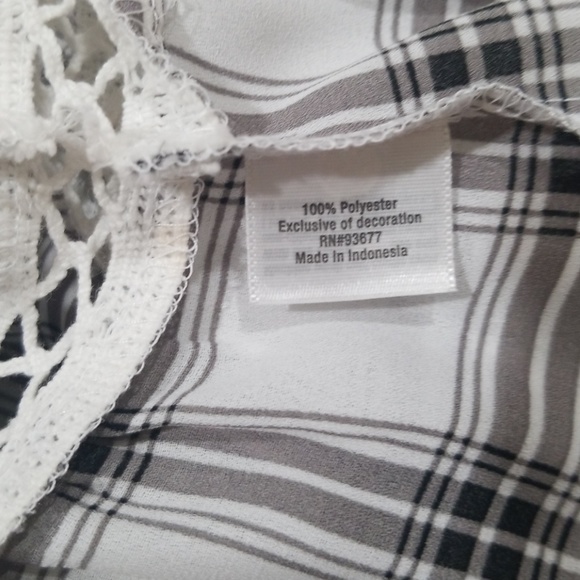 100% Polyester
Exclusive of decoration
RN#93677
Made In Indonesia